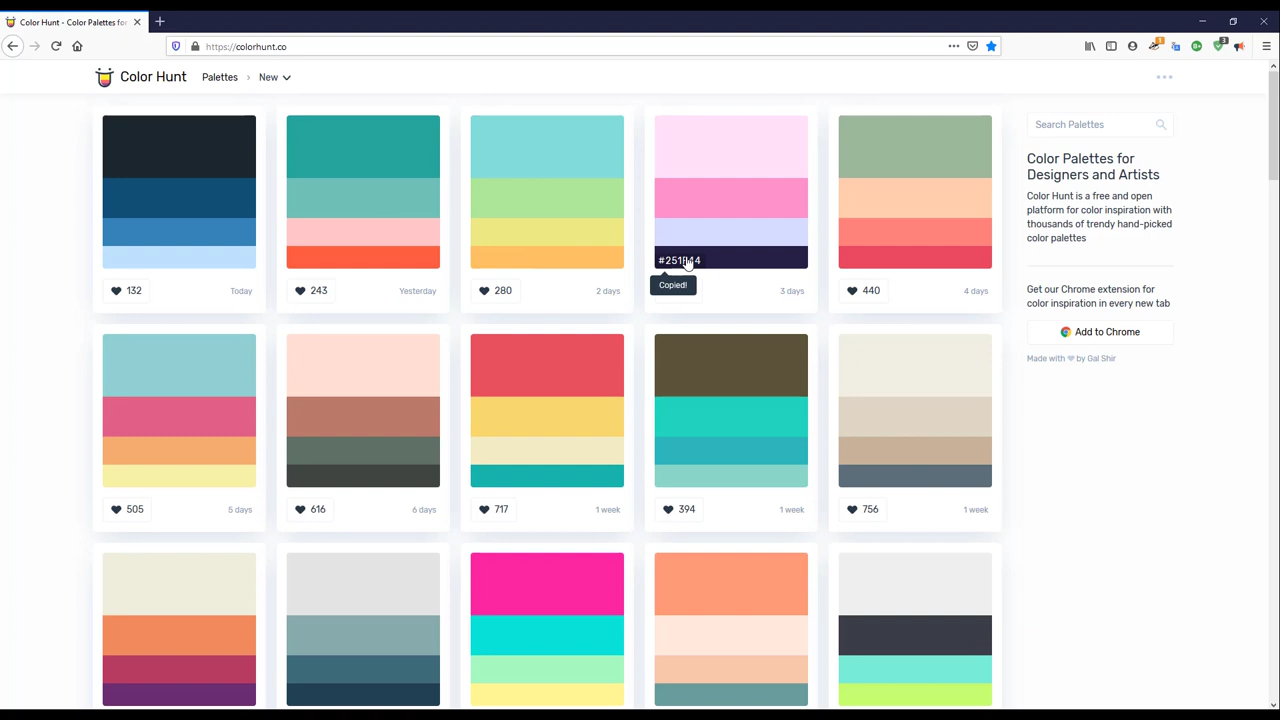 Color Hunt - Color Palettes for
https://colorhunt.co
1
3
Color Hunt
Palettes
New
Search Palettes
Color Palettes for
Designers and Artists
Color Hunt is a free and open
platform for color inspiration with
thousands of trendy hand-picked
color palettes
Get our Chrome extension for
color inspiration in every new tab
Add to Chrome
Made with ❤ by Gal Shir
Copied!
132
Today
243
Yesterday
280
2 days
3 days
440
4 days
505
5 days
616
6 days
717
1 week
394
1 week
756
1 week